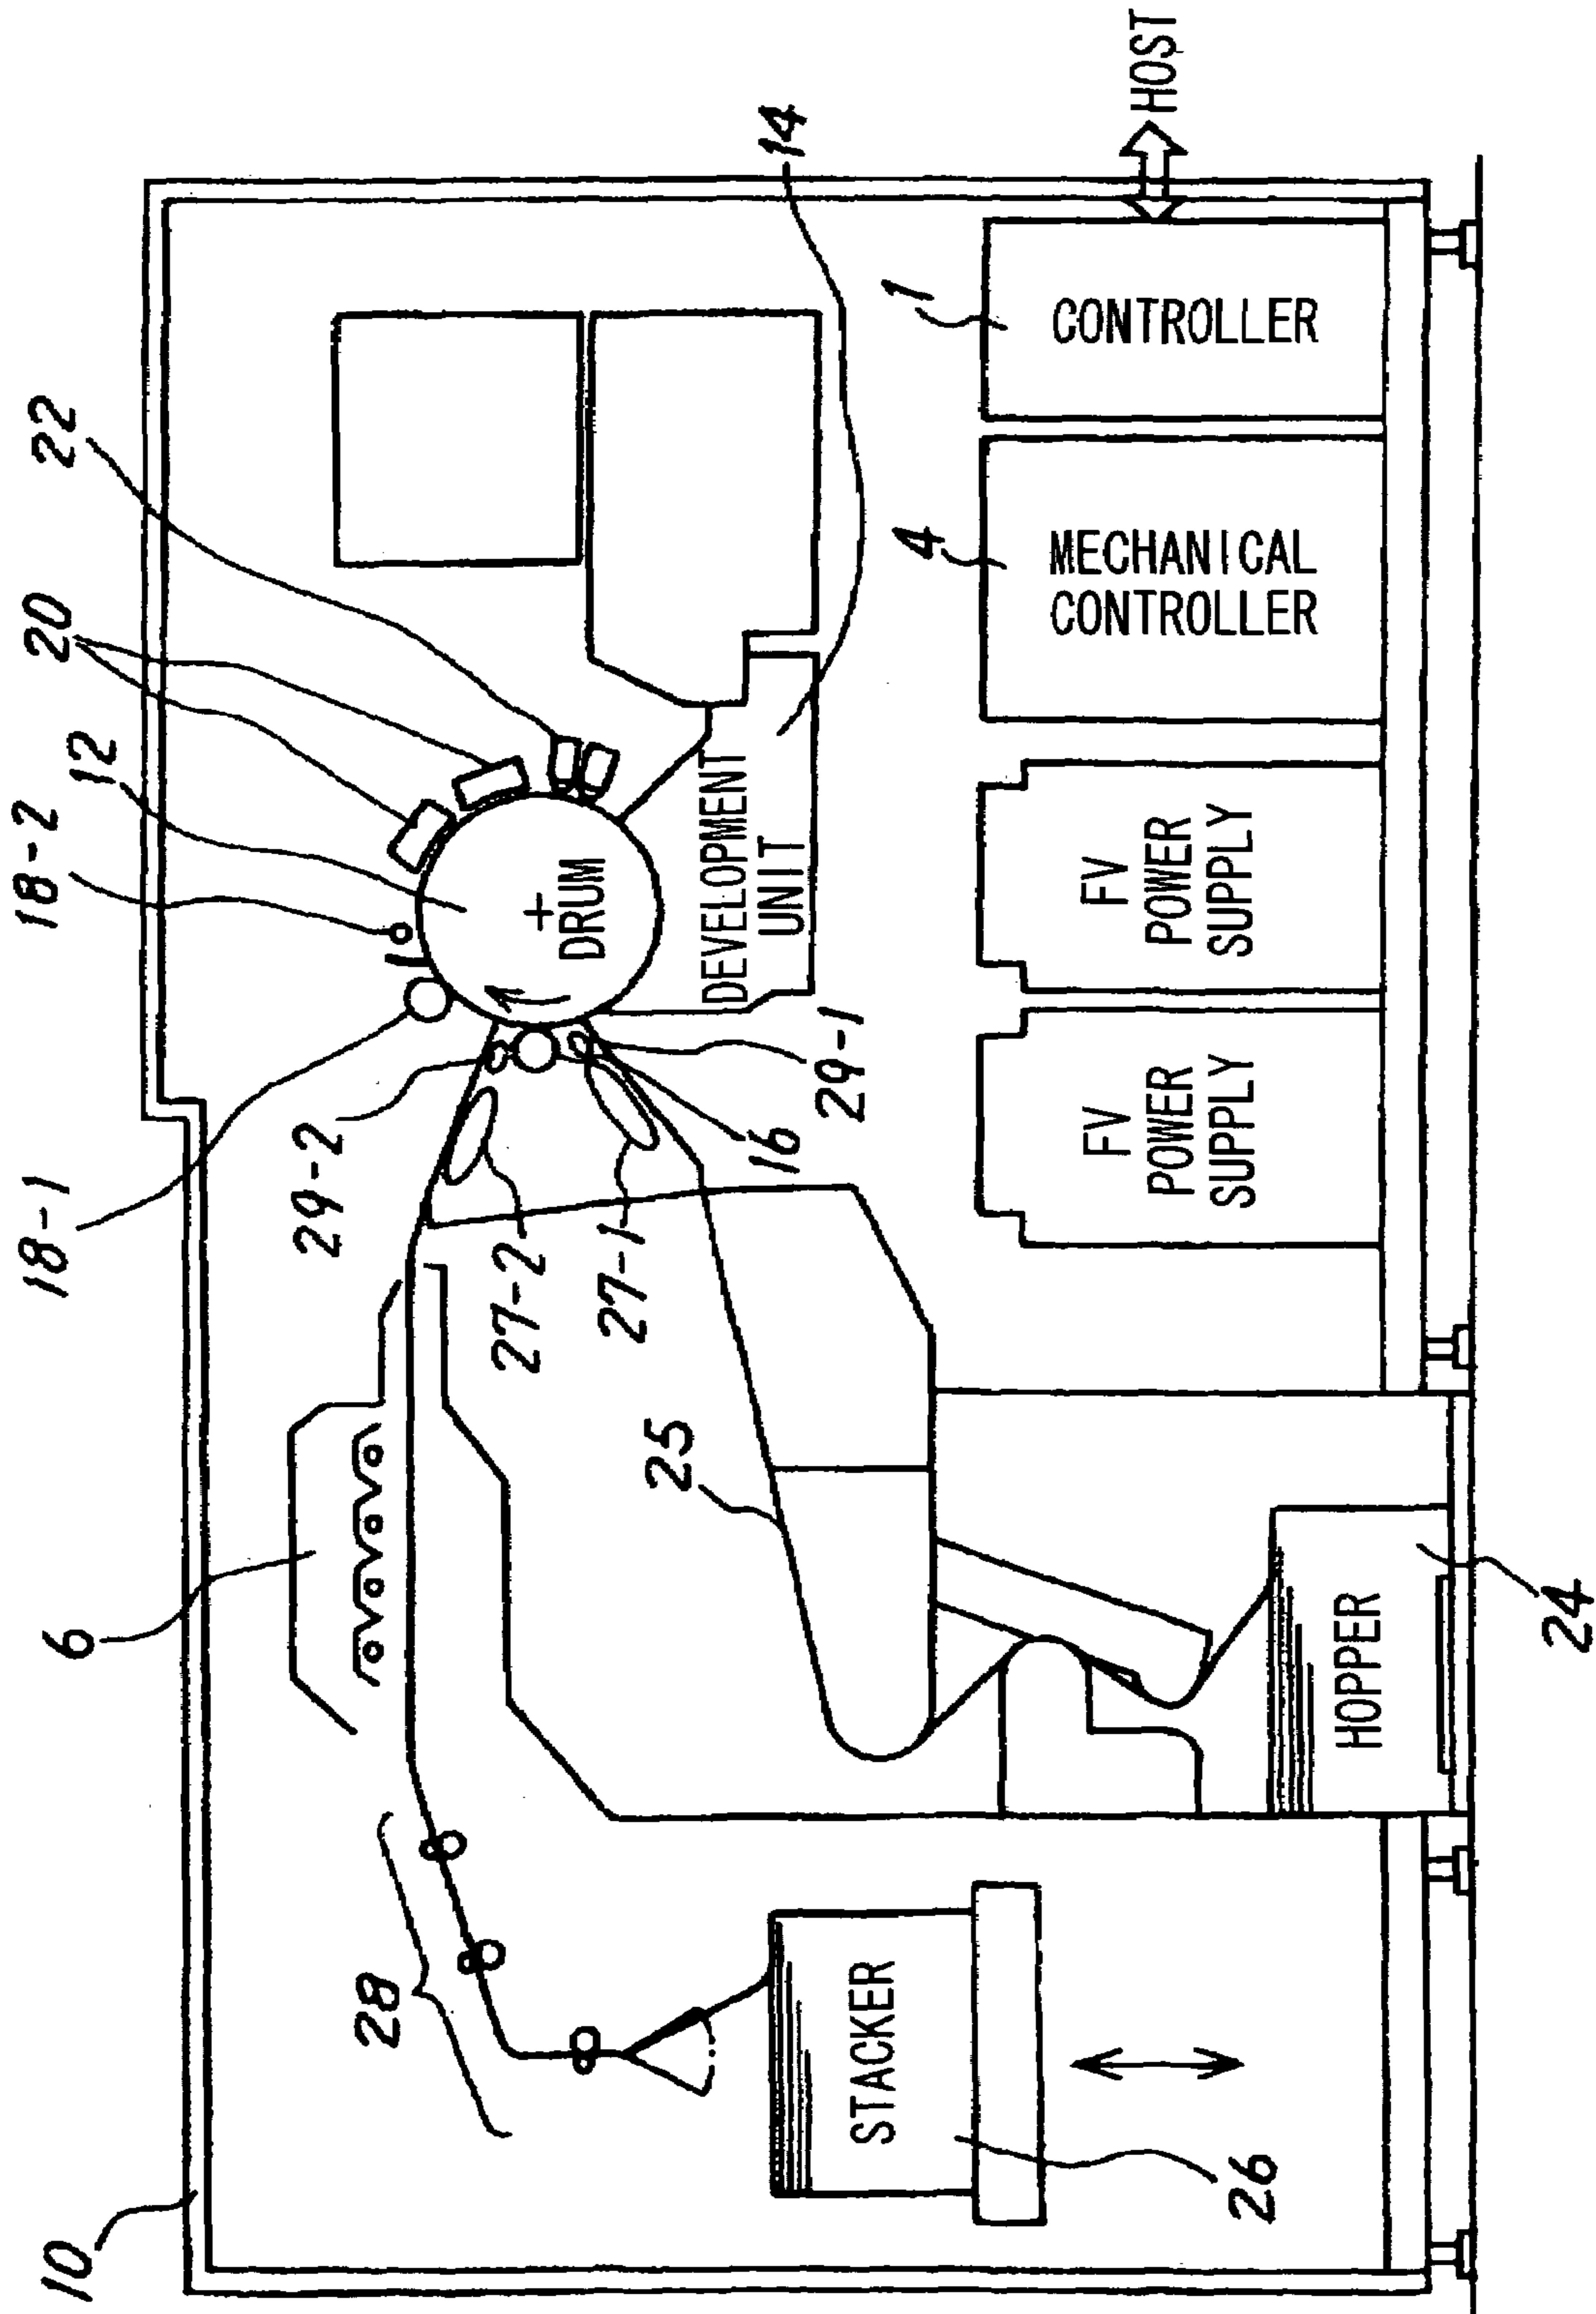 10
6
18-1
18-2
12
20
22
28
29-2
27-2
27-1
16
29-1
25
14
DRUM
DEVELOPMENT
UNIT
STACKER
26
HOPPER
24
FV
POWER
SUPPLY
FV
POWER
SUPPLY
4
MECHANICAL
CONTROLLER
1
CONTROLLER
HOST